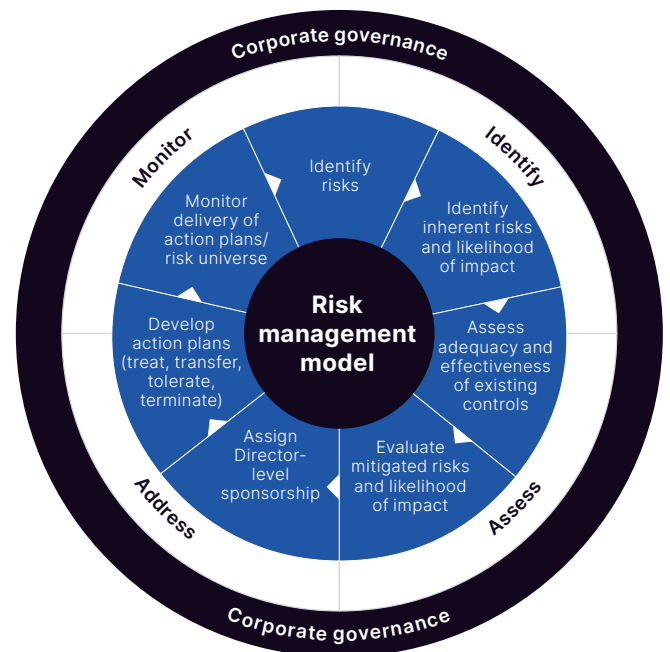 Corporate governance
Identify
Assess
Address
Monitor
Identify
risks
Identify
inherent risks
and likelihood
of impact
Assess
adequacy and
effectiveness
of existing
controls
Evaluate
mitigated risks
and likelihood
of impact
Assign
Director-
level
sponsorship
Develop
action plans
(treat, transfer,
tolerate,
terminate)
Monitor
delivery of
action plans/
risk universe
Risk
management
model
Corporate governance